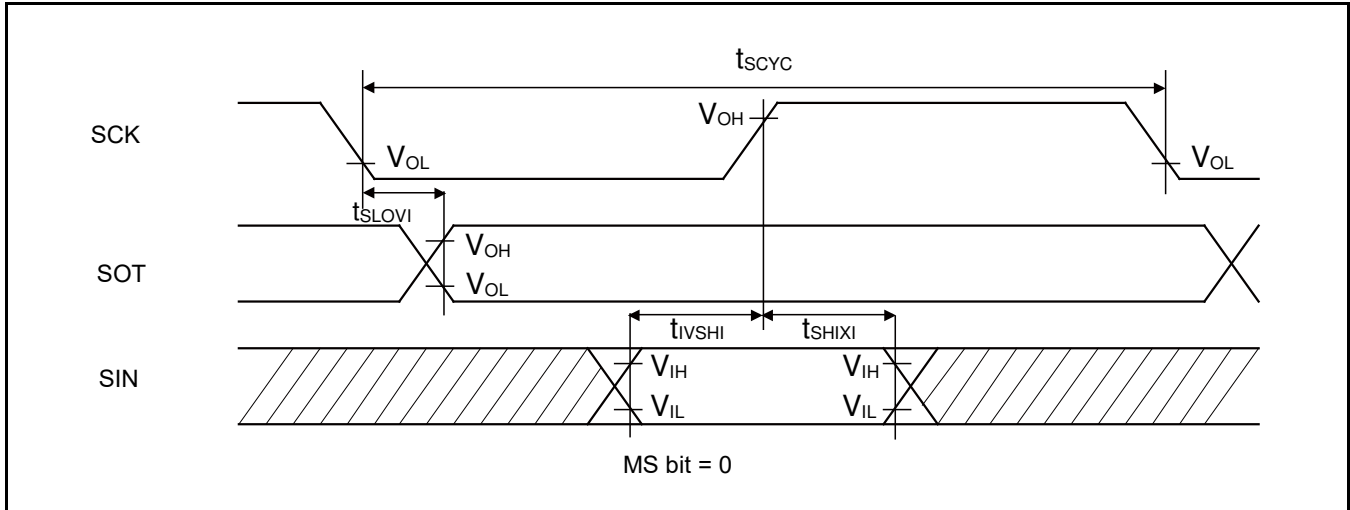 tSCYC
SCK
VOH
VOL
VOL
tSLOVI
SOT
VOH
VOL
tIVSHI
tSHIXI
SIN
VIH
VIH
VIL
VIL
MS bit = 0